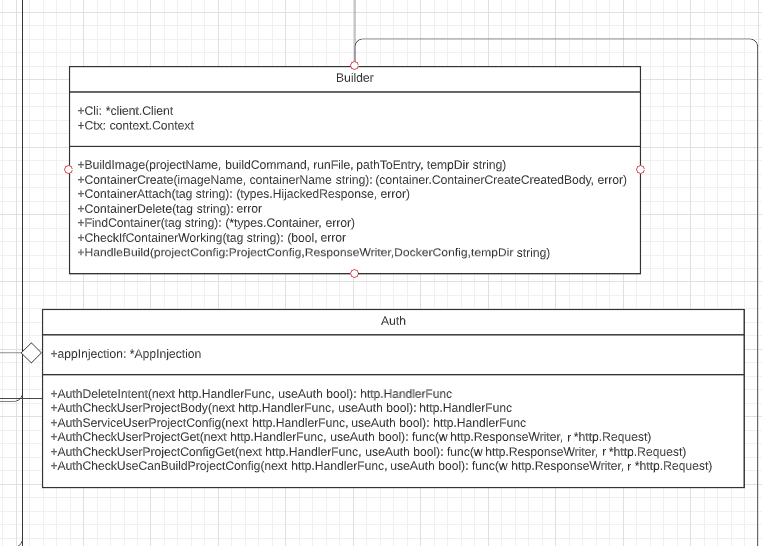 Builder
+Cli: *client.Client
+Ctx: context.Context
+BuildImage(projectName, buildCommand, runFile, pathToEntry, tempDir string)
+ContainerCreate(imageName, containerName string): (container.ContainerCreateCreatedBody, error)
+ContainerAttach(tag string): (types.HijackedResponse, error)
+ContainerDelete(tag string): error
+FindContainer(tag string): (*types.Container, error)
+CheckIfContainerWorking(tag string): (bool, error
+HandleBuild(projectConfig:ProjectConfig,ResponseWriter,DockerConfig,tempDir string)
Auth
+appInjection: *AppInjection
+AuthDeleteIntent(next http.HandlerFunc, useAuth bool): http.HandlerFunc
+AuthCheckUserProjectBody(next http.HandlerFunc, useAuth bool): http.HandlerFunc
+AuthServiceUserProjectConfig(next http.HandlerFunc, useAuth bool): http.HandlerFunc
+AuthCheckUserProjectGet(next http.HandlerFunc, useAuth bool): func(w http.ResponseWriter, r *http.Request)
+AuthCheckUserProjectConfigGet(next http.HandlerFunc, useAuth bool): func(w http.ResponseWriter, r *http.Request)
+AuthCheckUseCanBuildProjectConfig(next http.HandlerFunc, useAuth bool): func(w http.ResponseWriter, r *http.Request)